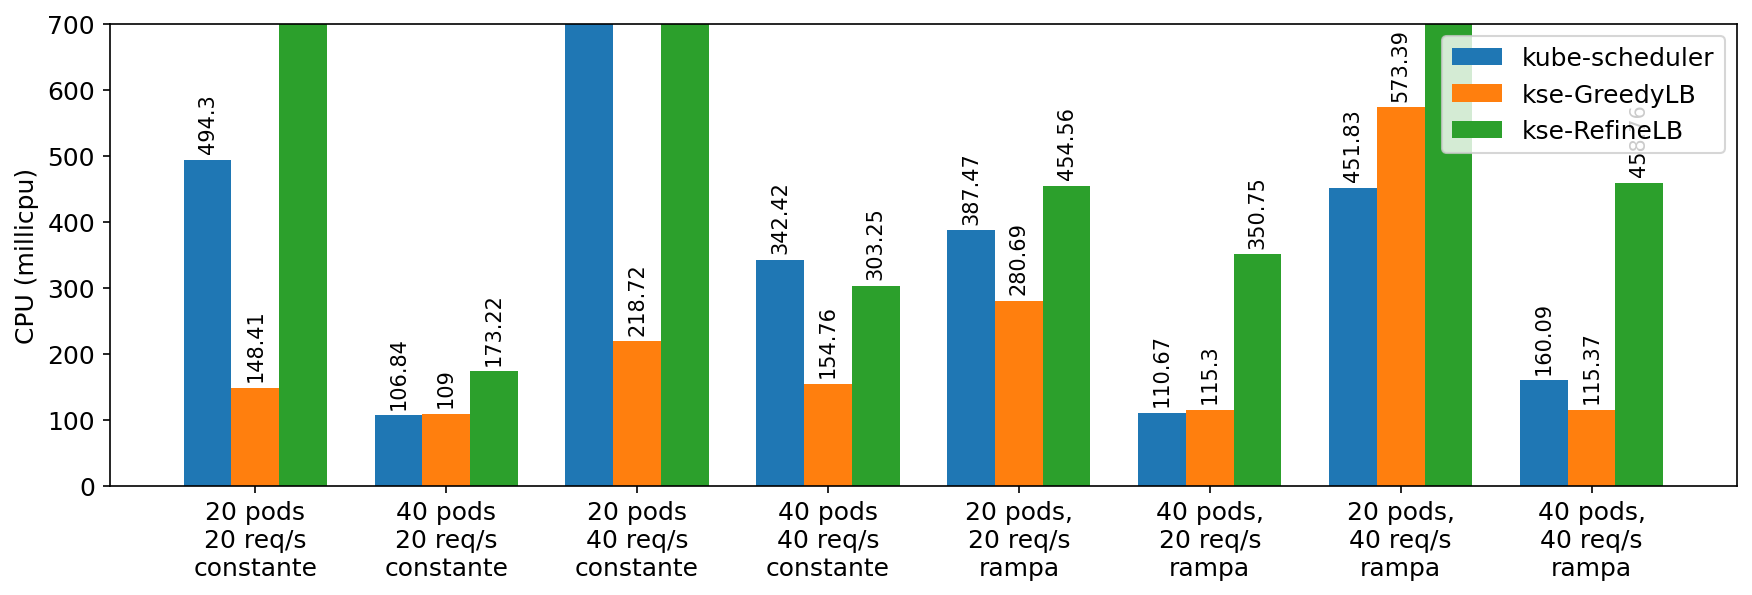 CPU (millicpu)
700
600
500
400
300
200
100
0
494.3
148.41
106.84
109
173.22
218.72
342.42
154.76
303.25
387.47
280.69
454.56
110.67
115.3
350.75
451.83
573.39
160.09
115.37
kube-scheduler
kse-GreedyLB
kse-RefineLB
20 pods
20 req/s
constante
40 pods
20 req/s
constante
20 pods
40 req/s
constante
40 pods
40 req/s
constante
20 pods,
20 req/s
rampa
40 pods,
20 req/s
rampa
20 pods,
40 req/s
rampa
40 pods,
40 req/s
rampa